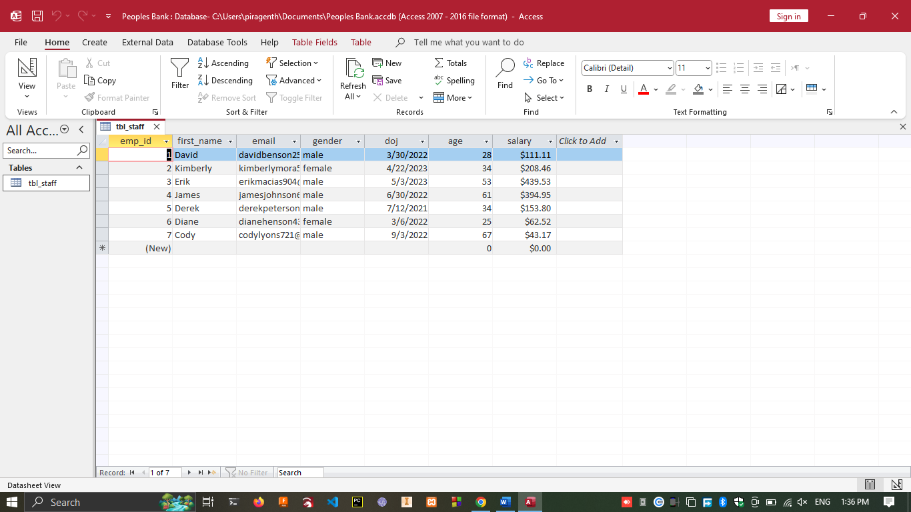 Peoples Bank : Database- C:\Users\piragenth\Documents\Peoples Bank.accdb (Access 2007 - 2016 file format) - Access
Sign in
File Home Create External Data Database Tools Help Table Fields Table Tell me what you want to do
View
Views
Paste
Cut
Copy
Format Painter
Clipboard
Filter
Ascending
Descending
Remove Sort
Selection
Advanced
Toggle Filter
Sort & Filter
Refresh
All
New
Save
Delete
Totals
Spelling
More
Records
Find
Replace
Go To
Select
Find
Calibri (Detail) 11
B I U A
Text Formatting
All Acc...
Search...
Tables
tbl_staff
tbl_staff
emp_id first_name email gender doj age salary Click to Add
1 David davidbenson25 male 3/30/2022 28 $111.11
2 Kimberly kimberlymora5 female 4/22/2023 34 $208.46
3 Erik erikmacias904 male 5/3/2023 53 $439.53
4 James jamesjohnson6 male 6/30/2022 61 $394.95
5 Derek derekpeterson male 7/12/2021 34 $153.80
6 Diane dianehenson43 female 3/6/2022 25 $62.52
7 Cody codylyons721@ male 9/3/2022 67 $43.17
(New) 0 $0.00
Record: 1 of 7 No Filter Search
Datasheet View
Search
ENG 1:36 PM